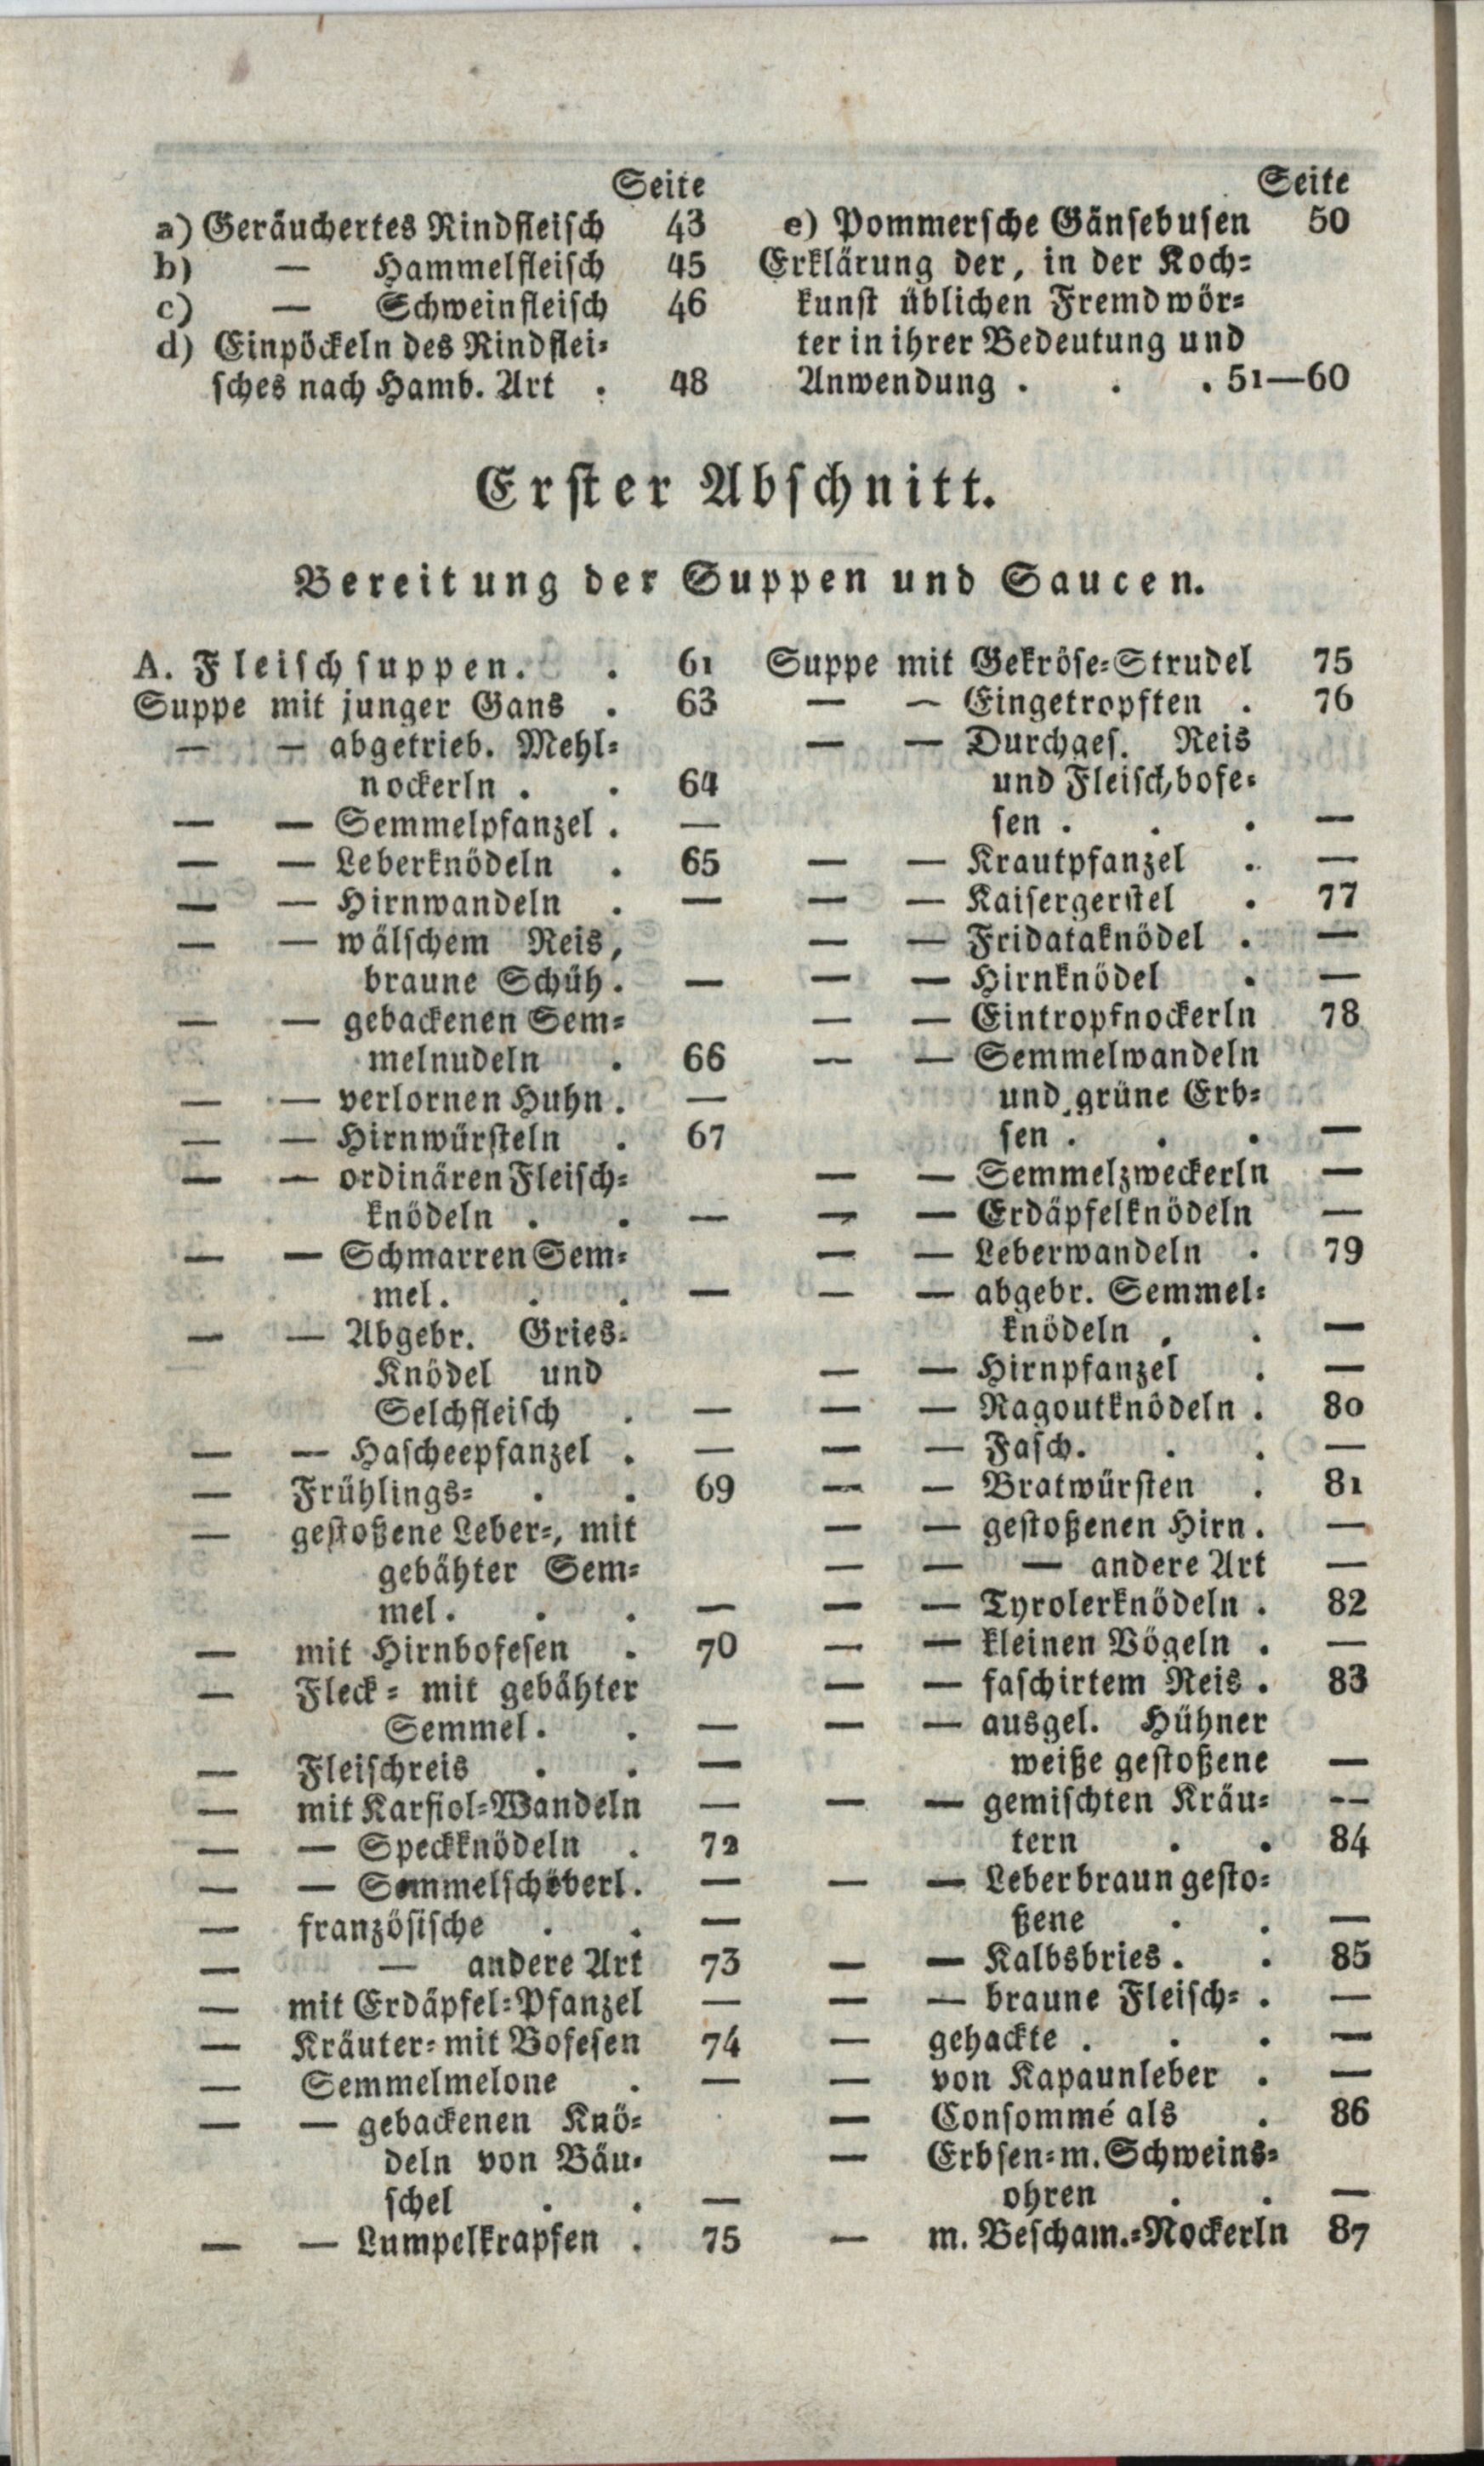 Seite
a) Geräuchertes Rindfleisch 43
b) — Hammelfleisch 45
c) — Schweinfleisch 46
d) Einpöckeln des Rindflei-
sches nach Hamb. Art . 48
Seite
e) Pommersche Gänsebusen 50
Erklärung der, in der Koch-
kunst üblichen Fremdwör-
ter in ihrer Bedeutung und
Anwendung . . . 51—60
Erster Abschnitt.
Bereitung der Suppen und Saucen.
A. Fleischsuppen. . 61
Suppe mit junger Gans . 63
— — abgetrieb. Mehl-
nockerln . . 64
— — Semmelpfanzel . —
— — Leberknödeln . 65
— — Hirnwandeln . —
— — wälschem Reis,
braune Schüh. —
— — gebackenen Sem-
melnudeln . 66
— — verlornen Huhn . —
— — Hirnwürsteln . 67
— — ordinären Fleisch-
knödeln . . —
— — Schmarren Sem-
mel. . . —
— — Abgebr. Gries-
Knödel und
Selchfleisch . —
— — Hascheepfanzel . —
— Frühlings- . . 69
— gestoßene Leber-, mit
gebähter Sem-
mel. . . —
— mit Hirnbofesen . 70
— Fleck- mit gebähter
Semmel. . —
— Fleischreis . . —
— mit Karfiol-Wandeln —
— — Speckknödeln . 72
— — Semmelschöberl. —
— französische . . —
— — andere Art 73
— mit Erdäpfel-Pfanzel —
— Kräuter- mit Bofesen 74
— Semmelmelone . —
— — gebackenen Knö-
deln von Bäu-
schel . . —
— — Lumpelkrapfen . 75
Suppe mit Gekröse-Strudel 75
— — Eingetropften . 76
— — Durchges. Reis
und Fleischbofe-
sen . . . —
— — Krautpfanzel . —
— — Kaisergerstel . 77
— — Fridataknödel . —
— — Hirnknödel . —
— — Eintropfnockerln 78
— — Semmelwandeln
und grüne Erb-
sen . . . —
— — Semmelzweckerln —
— — Erdäpfelknödeln —
— — Leberwandeln . 79
— — abgebr. Semmel-
knödeln . . —
— — Hirnpfanzel . —
— — Ragoutknödeln . 80
— — Fasch. . . —
— — Bratwürsten . 81
— — gestoßenen Hirn . —
— — — andere Art —
— — Tyrolerknödeln . 82
— — kleinen Vögeln . —
— — faschirtem Reis . 83
— — ausgel. Hühner
weiße gestoßene —
— — gemischten Kräu- —
tern . . 84
— — Leber braun gesto-
ßene . . —
— — Kalbsbries . . 85
— — braune Fleisch- . —
— gehackte . . . —
— von Kapaunleber . —
— Consommé als . 86
— Erbsen- m. Schweins-
ohren . . —
— m. Bescham.-Nockerln 87